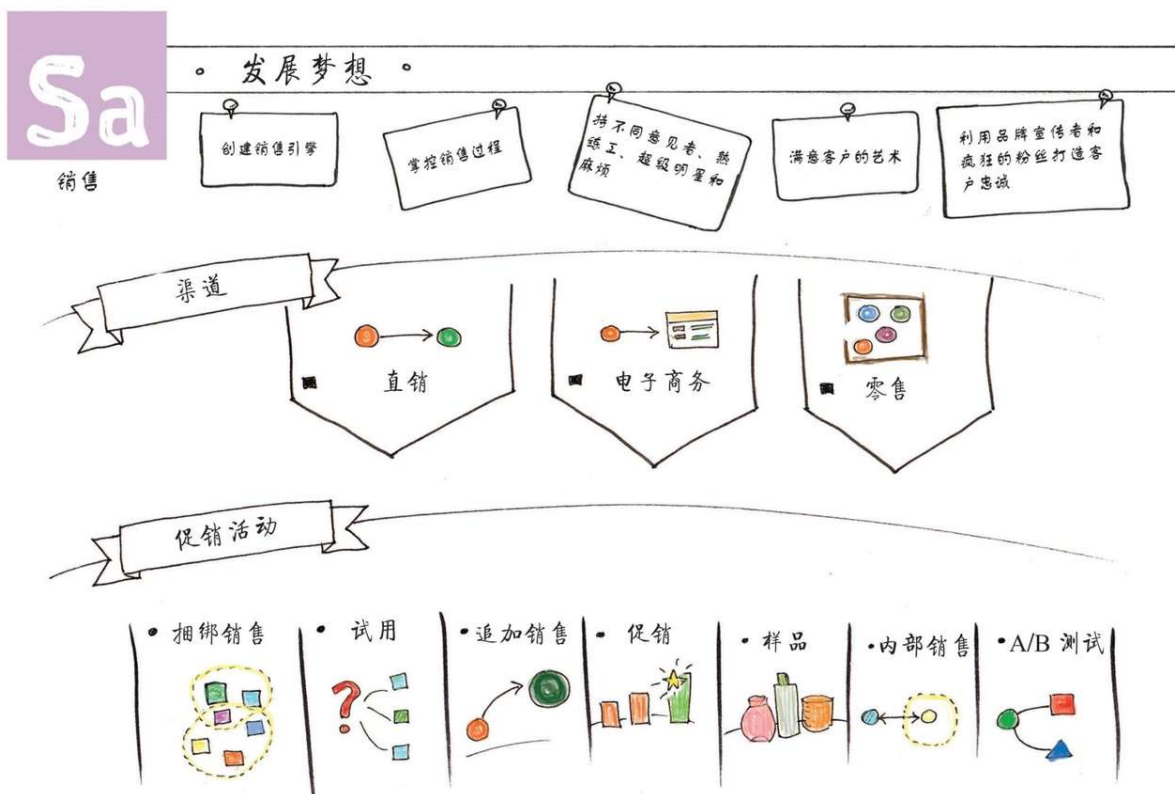 Sa
销售
• 发展梦想 •
创建销售引擎
掌控销售过程
持不同意见者、熟
练工、超级明星和
麻烦
满意客户的艺术
利用品牌宣传者和
疯狂的粉丝打造客
户忠诚
渠道
直销
电子商务
零售
促销活动
• 捆绑销售
• 试用
• 追加销售
• 促销
• 样品
• 内部销售
• A/B 测试